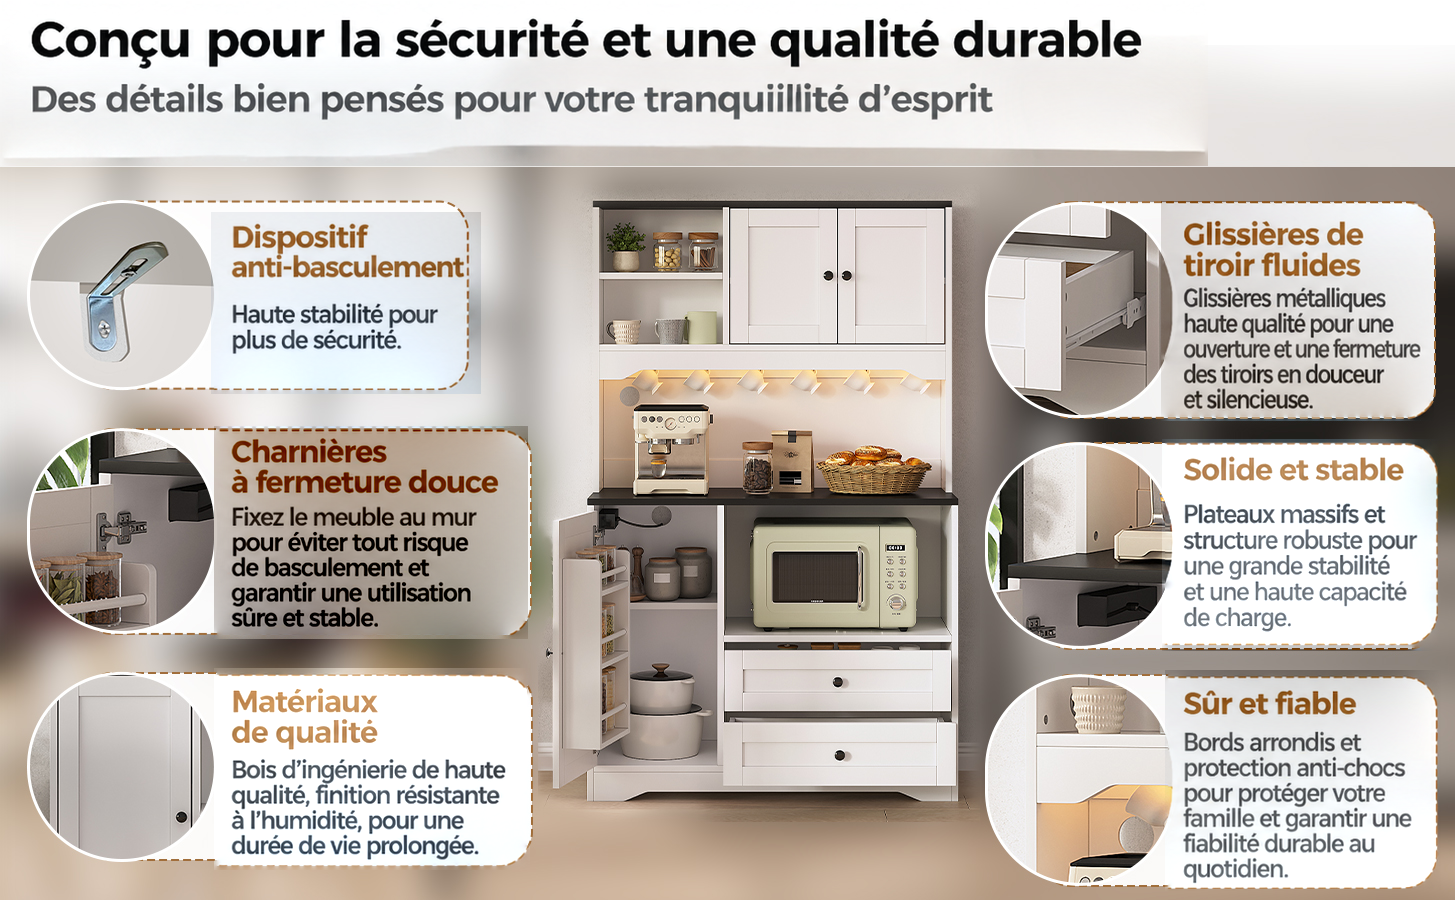 Conçu pour la sécurité et une qualité durable
Des détails bien pensés pour votre tranquiillité d'esprit
Dispositif
anti-basculement
Haute stabilité pour
plus de sécurité.
Charnières
à fermeture douce
Fixez le meuble au mur
pour éviter tout risque
de basculement et
garantir une utilisation
sûre et stable.
Matériaux
de qualité
Bois d'ingénierie de haute
qualité, finition résistante
à l'humidité, pour une
durée de vie prolongée.
Glissières de
tiroir fluides
Glissières métalliques
haute qualité pour une
ouverture et une fermeture
des tiroirs en douceur
et silencieuse.
Solide et stable
Plateaux massifs et
structure robuste pour
une grande stabilité
et une haute capacité
de charge.
Sûr et fiable
Bords arrondis et
protection anti-chocs
pour protéger votre
famille et garantir une
fiabilité durable au
quotidien.